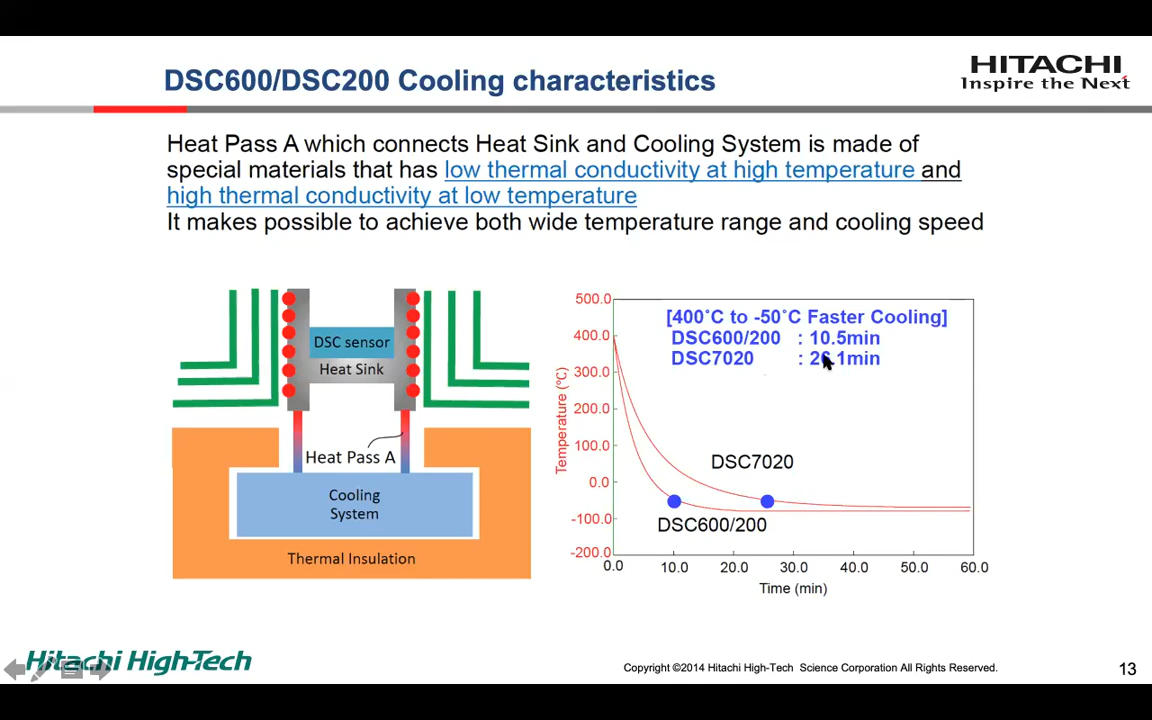 DSC600/DSC200 Cooling characteristics
HITACHI
Inspire the Next
Heat Pass A which connects Heat Sink and Cooling System is made of
special materials that has low thermal conductivity at high temperature and
high thermal conductivity at low temperature
It makes possible to achieve both wide temperature range and cooling speed
DSC sensor
Heat Sink
Heat Pass A
Cooling
System
Thermal Insulation
500.0
400.0
300.0
200.0
100.0
0.0
-100.0
-200.0
Temperature (°C)
[400°C to -50°C Faster Cooling]
DSC600/200 : 10.5min
DSC7020 : 26.1min
DSC7020
DSC600/200
0.0 10.0 20.0 30.0 40.0 50.0 60.0
Time (min)
Hitachi High-Tech
Copyright ©2014 Hitachi High-Tech Science Corporation All Rights Reserved.
13